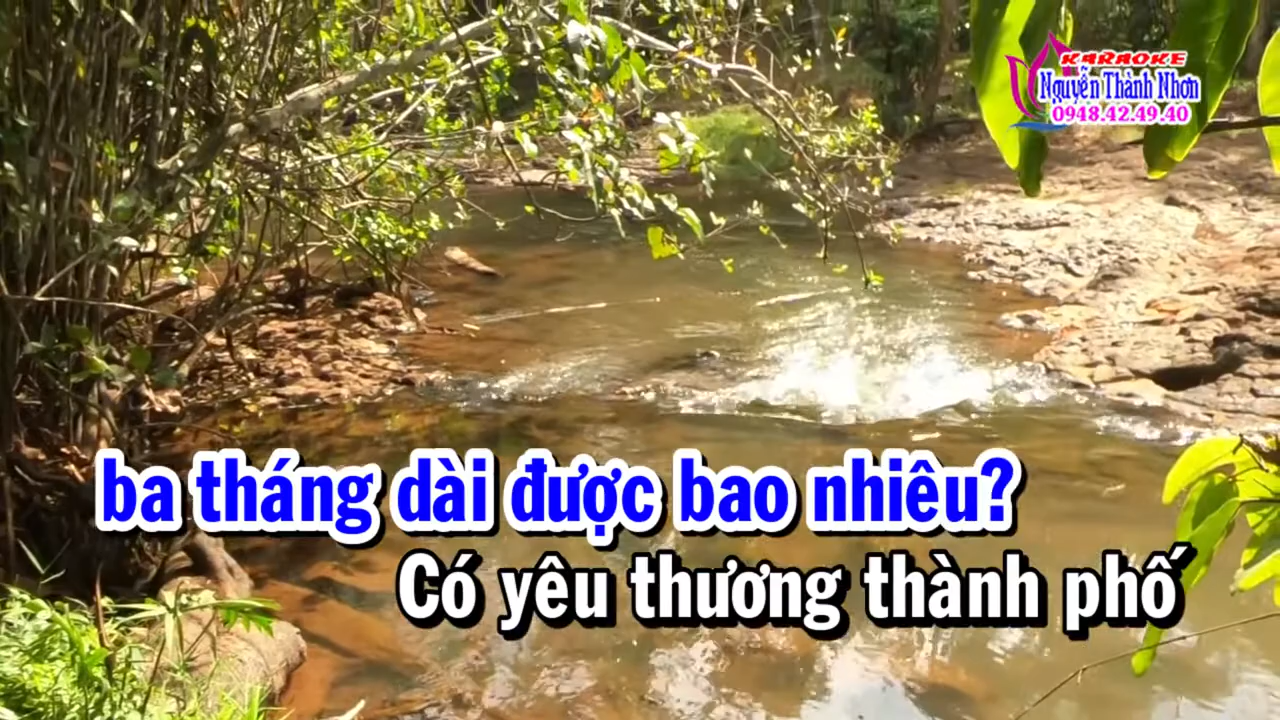 KARAOKE
Nguyễn Thành Nhơn
0948.42.49.40
ba tháng dài được bao nhiêu?
Có yêu thương thành phố